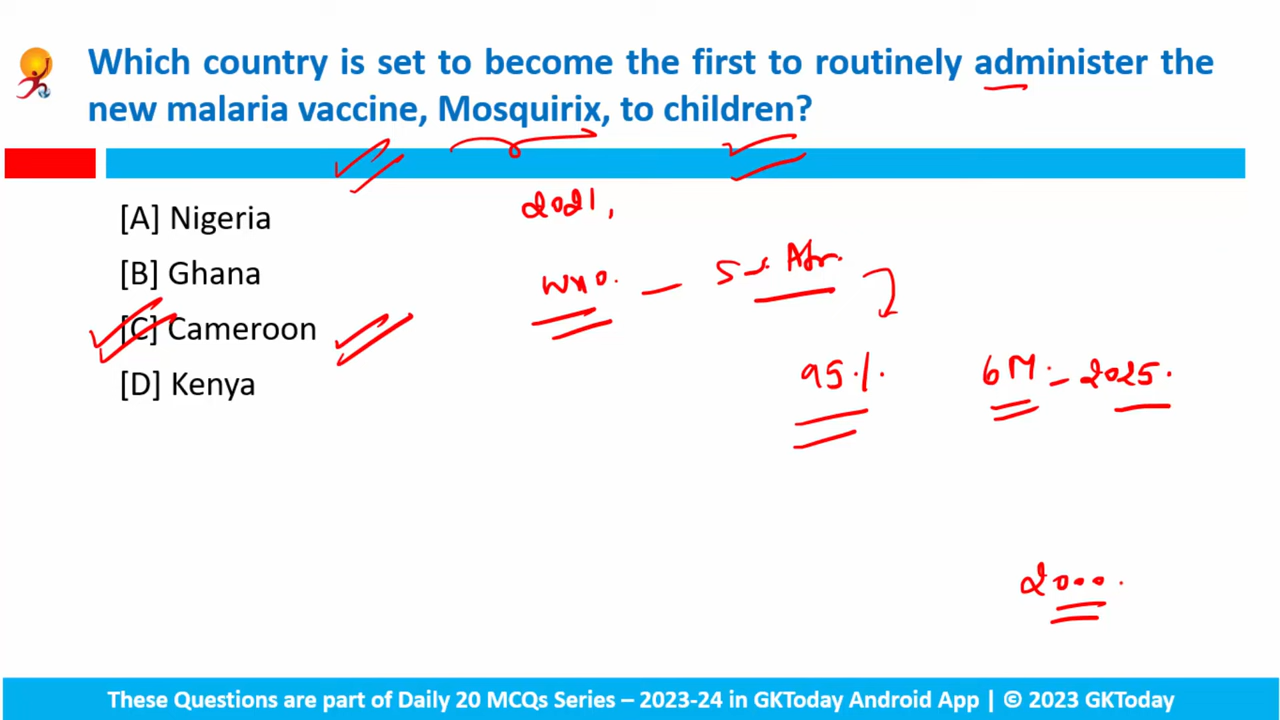 Which country is set to become the first to routinely administer the
new malaria vaccine, Mosquirix, to children?
[A] Nigeria
2021,
[B] Ghana
WHO. — S
Afr.
[C] Cameroon
[D] Kenya
95%.
6M. – 2025.
2000.
These Questions are part of Daily 20 MCQs Series – 2023-24 in GKToday Android App | © 2023 GKToday